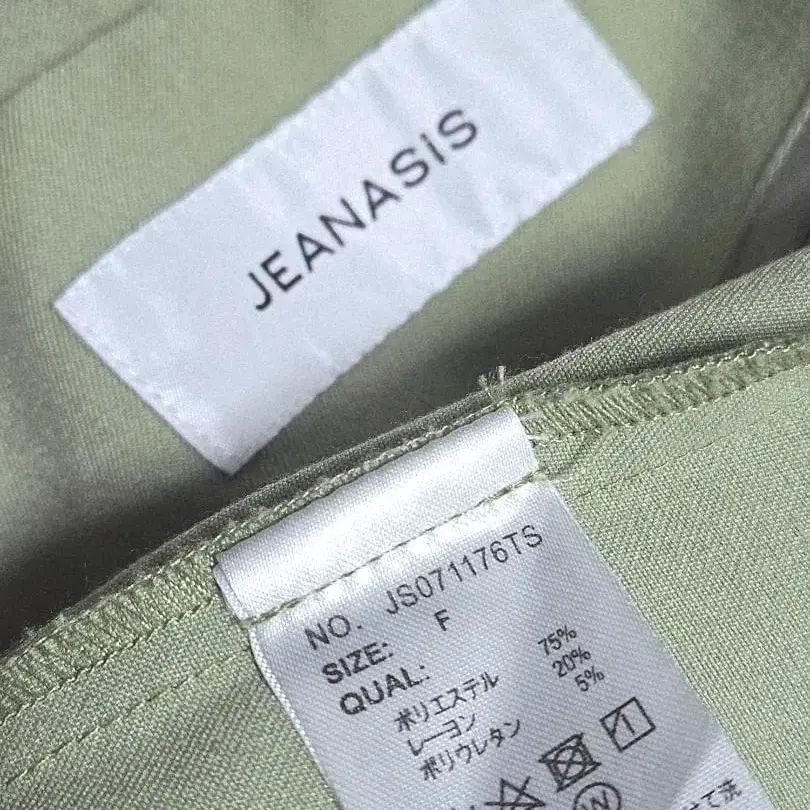 JEANASiS
NO. JS071176TS
SIZE: F
QUAL:
ポリエステル 75%
レーヨン 20%
ポリウレタン 5%
W